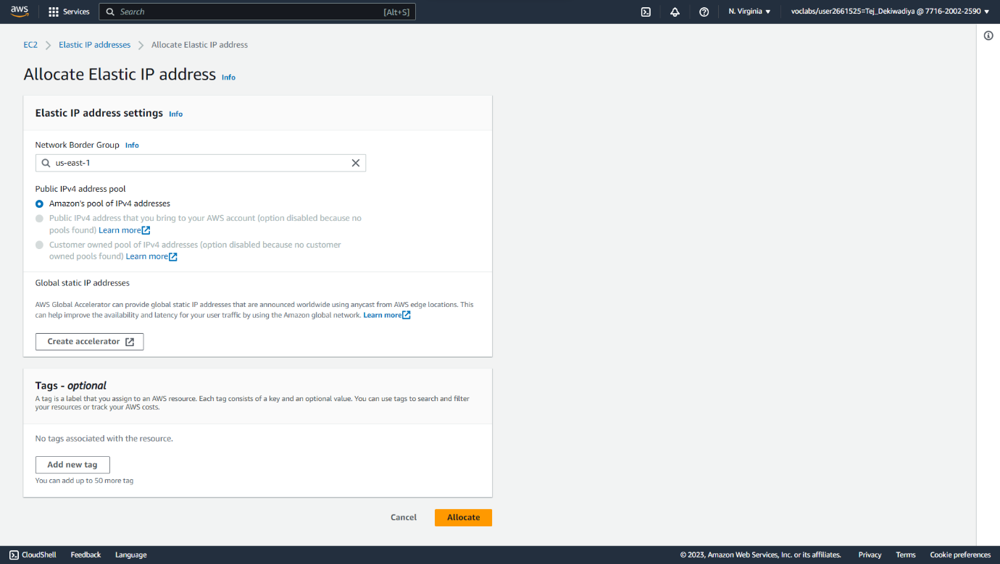 aws Services Search [Alt+S] N. Virginia voclabs/user2661525=Tej_Dekiwadiya @ 7716-2002-2590
EC2 Elastic IP addresses Allocate Elastic IP address
Allocate Elastic IP address Info
Elastic IP address settings Info
Network Border Group Info
us-east-1
Public IPv4 address pool
Amazon's pool of IPv4 addresses
Public IPv4 address that you bring to your AWS account (option disabled because no
pools found) Learn more
Customer owned pool of IPv4 addresses (option disabled because no customer
owned pools found) Learn more
Global static IP addresses
AWS Global Accelerator can provide global static IP addresses that are announced worldwide using anycast from AWS edge locations. This
can help improve the availability and latency for your user traffic by using the Amazon global network. Learn more
Create accelerator
Tags - optional
A tag is a label that you assign to an AWS resource. Each tag consists of a key and an optional value. You can use tags to search and filter
your resources or track your AWS costs.
No tags associated with the resource.
Add new tag
You can add up to 50 more tag
Cancel Allocate
CloudShell Feedback Language © 2023, Amazon Web Services, Inc. or its affiliates. Privacy Terms Cookie preferences